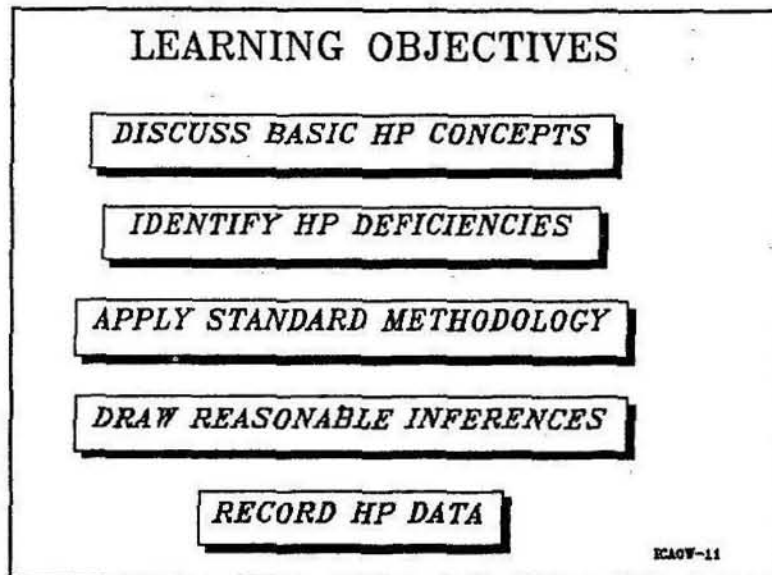 LEARNING OBJECTIVES
DISCUSS BASIC HP CONCEPTS
IDENTIFY HP DEFICIENCIES
APPLY STANDARD METHODOLOGY
DRAW REASONABLE INFERENCES
RECORD HP DATA